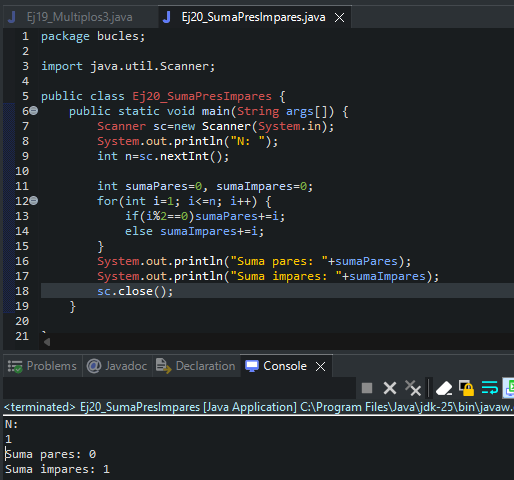 Ej19_Multiplos3.java
Ej20_SumaPresImpares.java
1 package bucles;
2
3 import java.util.Scanner;
4
5 public class Ej20_SumaPresImpares {
6 public static void main(String args[]) {
7 Scanner sc=new Scanner(System.in);
8 System.out.println("N: ");
9 int n=sc.nextInt();
10
11 int sumaPares=0, sumaImpares=0;
12 for(int i=1; i<=n; i++) {
13 if(i%2==0)sumaPares+=i;
14 else sumaImpares+=i;
15 }
16 System.out.println("Suma pares: "+sumaPares);
17 System.out.println("Suma impares: "+sumaImpares);
18 sc.close();
19 }
20
21
Problems @ Javadoc Declaration Console
<terminated> Ej20_SumaPresImpares [Java Application] C:\Program Files\Java\jdk-25\bin\javaw.
N:
1
Suma pares: 0
Suma impares: 1